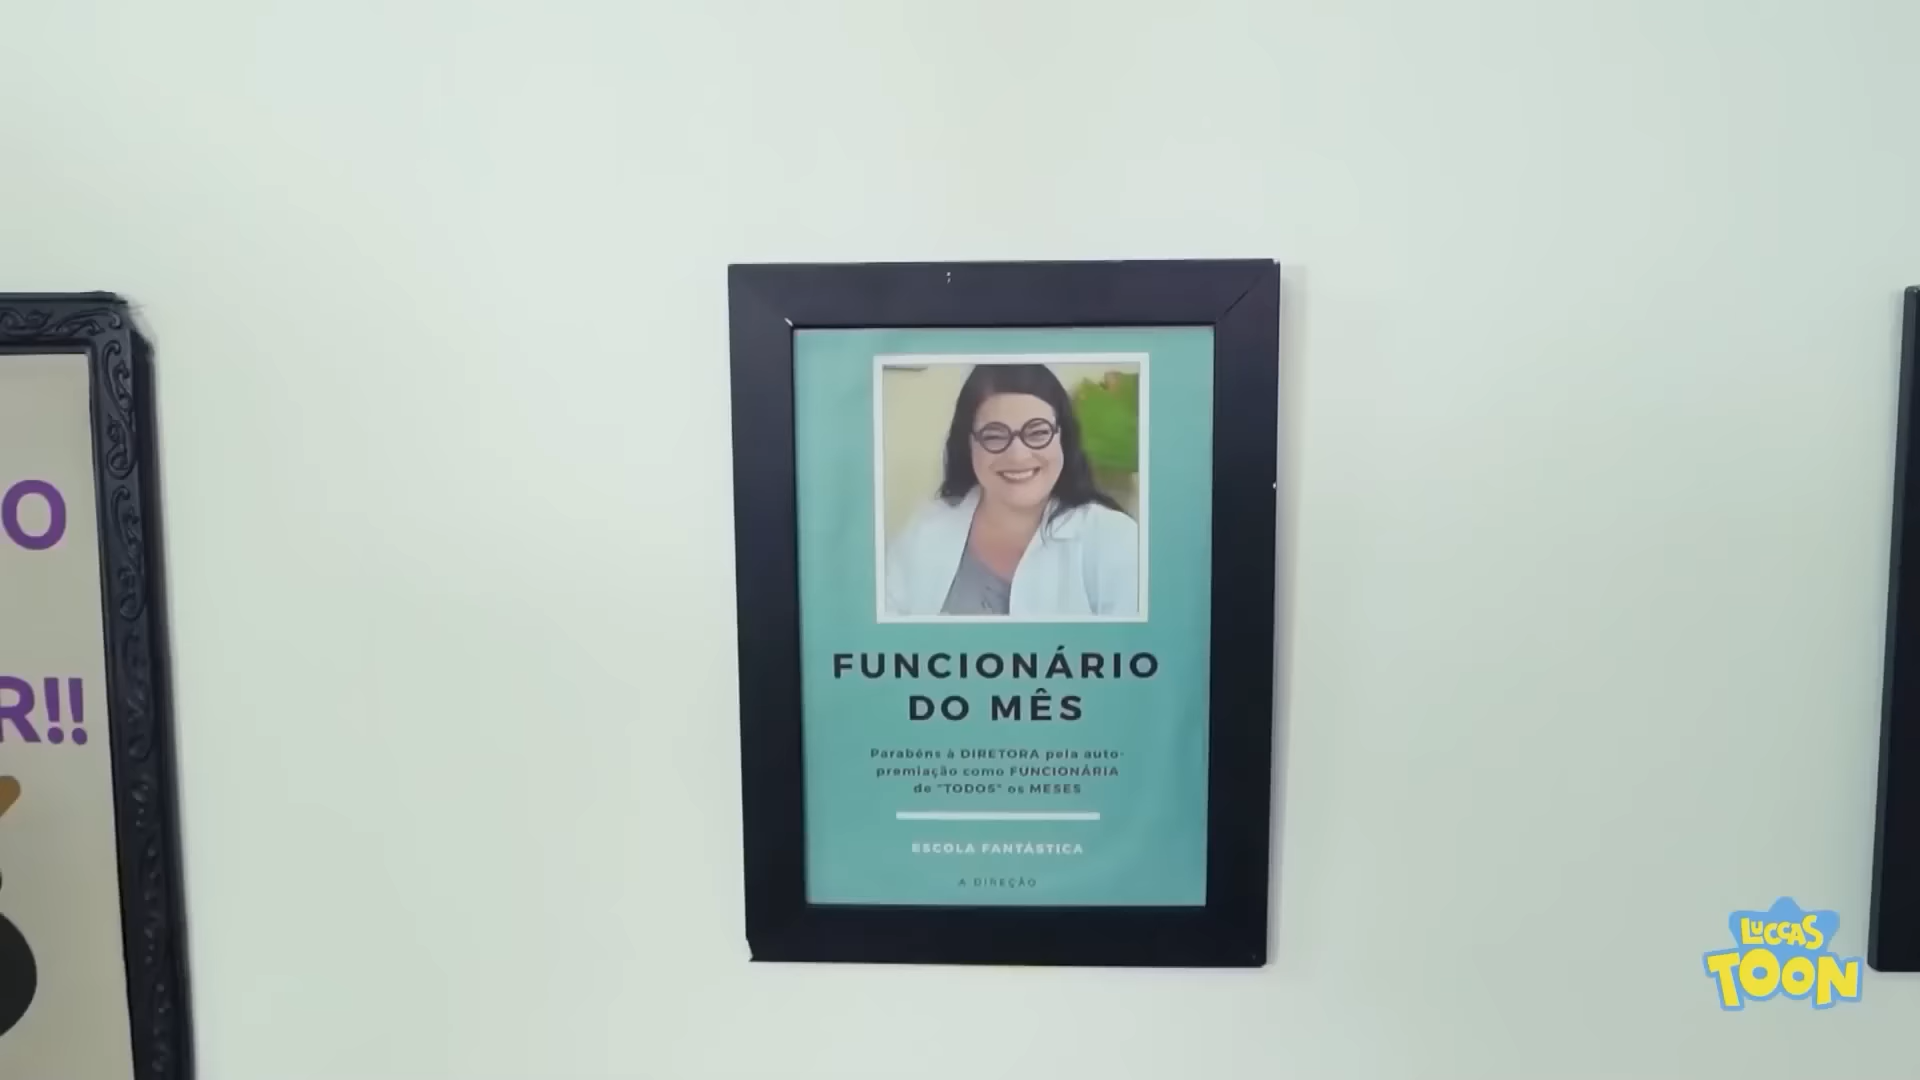 O
R!!
FUNCIONÁRIO
DO MÊS
Parabéns à DIRETORA pela auto-
premiação como FUNCIONÁRIA
de "TODOS" os MESES
ESCOLA FANTÁSTICA
A DIREÇÃO
LUCCAS
TOON